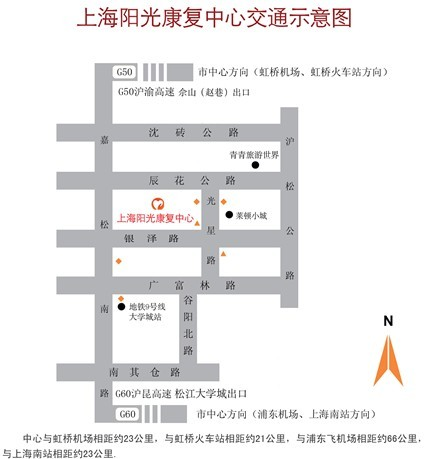 上海阳光康复中心交通示意图
G50 市中心方向（虹桥机场、虹桥火车站方向）
G50沪渝高速 佘山（赵巷）出口
沈砖公路
青青旅游世界
辰花公路
上海阳光康复中心
莱顿小城
银泽路
光星路
沪松公路
嘉松南路
广富林路
地铁9号线
大学城站
谷阳北路
N
南其仓路
G60沪昆高速 松江大学城出口
G60 市中心方向（浦东机场、上海南站方向）
中心与虹桥机场相距约23公里，与虹桥火车站相距约21公里，与浦东飞机场相距约66公里，
与上海南站相距约23公里.